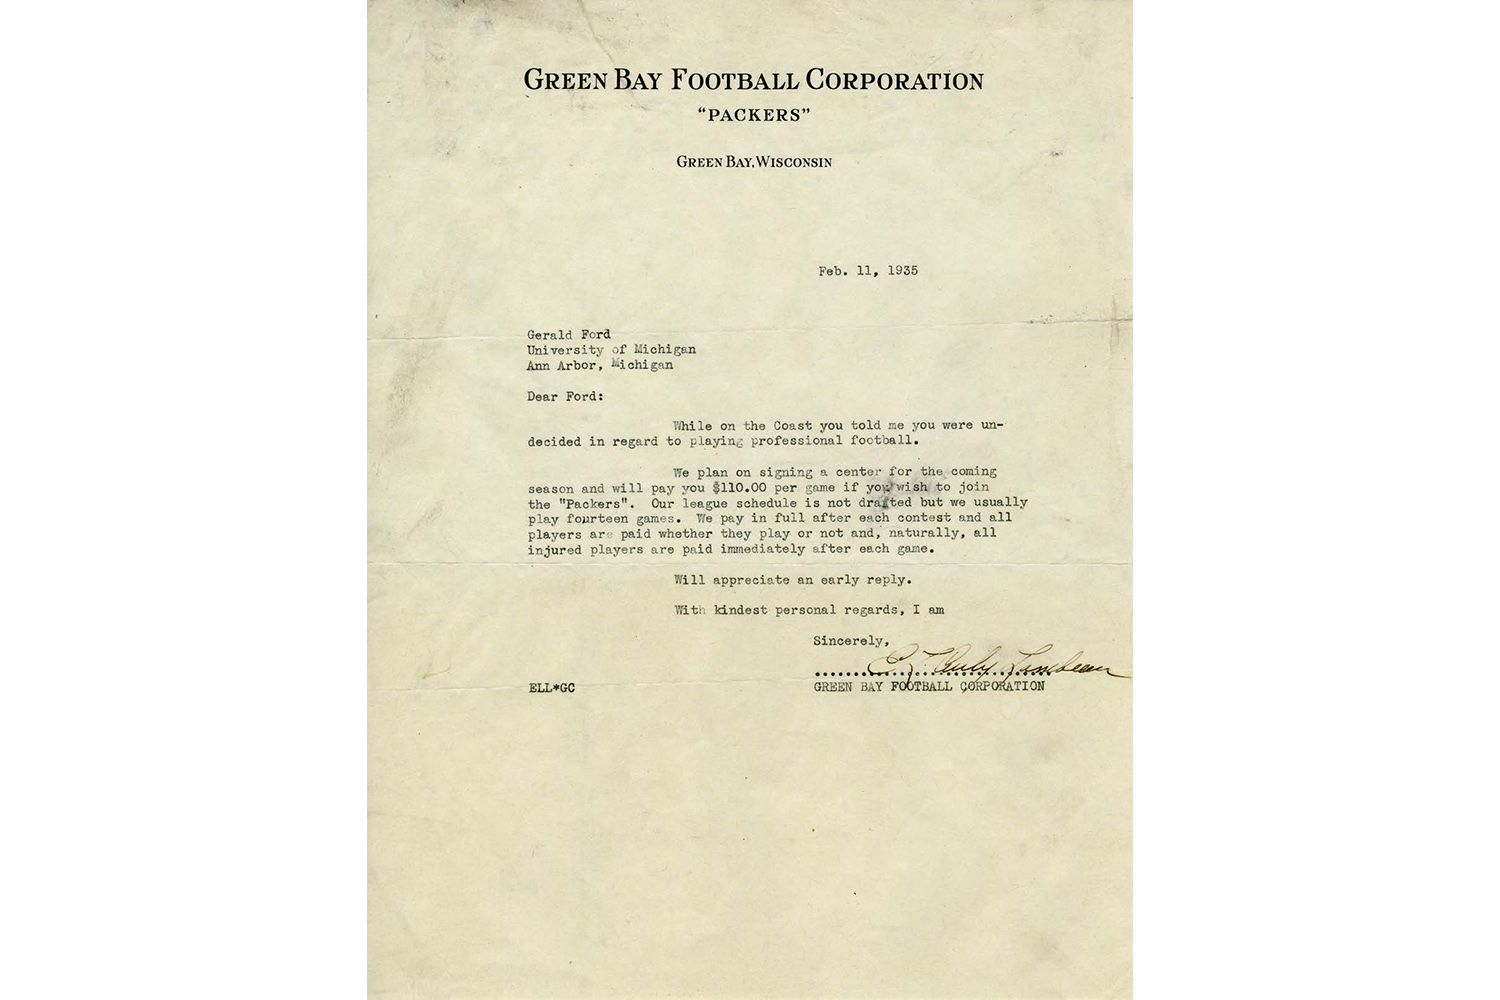 GREEN BAY FOOTBALL CORPORATION
“PACKERS”
GREEN BAY, WISCONSIN
Feb. 11, 1935
Gerald Ford
University of Michigan
Ann Arbor, Michigan
Dear Ford:
While on the Coast you told me you were un-
decided in regard to playing professional football.
We plan on signing a center for the coming
season and will pay you $110.00 per game if you wish to join
the "Packers". Our league schedule is not drafted but we usually
play fourteen games. We pay in full after each contest and all
players are paid whether they play or not and, naturally, all
injured players are paid immediately after each game.
Will appreciate an early reply.
With kindest personal regards, I am
Sincerely,
Lambeau
GREEN BAY FOOTBALL CORPORATION
ELL*GC